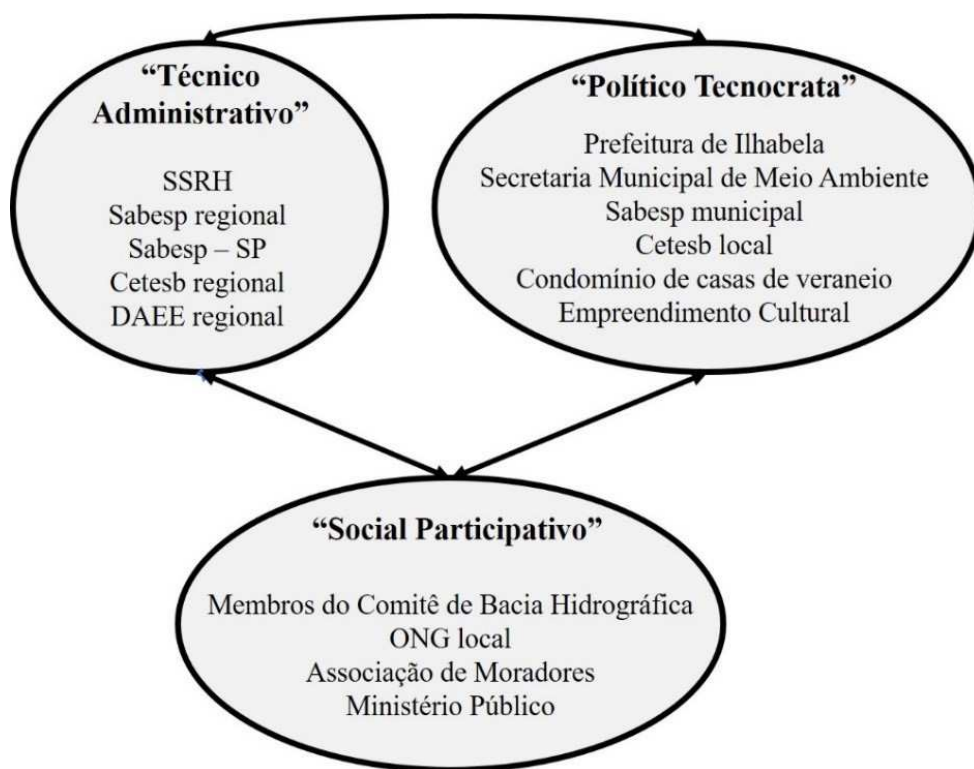 “Técnico
Administrativo”
SSRH
Sabesp regional
Sabesp – SP
Cetesb regional
DAEE regional
“Político Tecnocrata”
Prefeitura de Ilhabela
Secretaria Municipal de Meio Ambiente
Sabesp municipal
Cetesb local
Condomínio de casas de veraneio
Empreendimento Cultural
“Social Participativo”
Membros do Comitê de Bacia Hidrográfica
ONG local
Associação de Moradores
Ministério Público